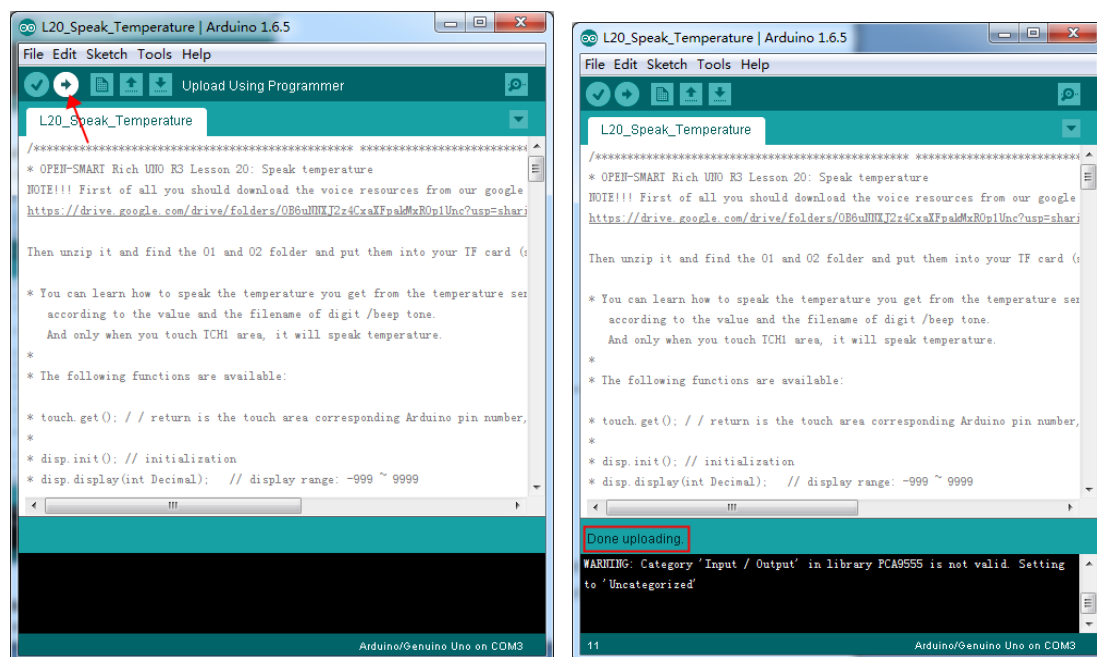 L20_Speak_Temperature | Arduino 1.6.5
File Edit Sketch Tools Help
Upload Using Programmer
L20_Speak_Temperature
/************************************************* **************************
* OPEN-SMART Rich UNO R3 Lesson 20: Speak temperature
NOTE!!! First of all you should download the voice resources from our google
https://drive.google.com/drive/folders/0B6uNNXJ2z4CxaXFpakMxR0p1Unc?usp=shari
Then unzip it and find the 01 and 02 folder and put them into your TF card (s
* You can learn how to speak the temperature you get from the temperature sen
according to the value and the filename of digit /beep tone.
And only when you touch TCH1 area, it will speak temperature.
*
* The following functions are available:
* touch.get(); / / return is the touch area corresponding Arduino pin number,
*
* disp.init(); // initialization
* disp.display(int Decimal); // display range: -999 ~ 9999
Arduino/Genuino Uno on COM3
L20_Speak_Temperature | Arduino 1.6.5
File Edit Sketch Tools Help
L20_Speak_Temperature
/************************************************* **************************
* OPEN-SMART Rich UNO R3 Lesson 20: Speak temperature
NOTE!!! First of all you should download the voice resources from our google
https://drive.google.com/drive/folders/0B6uNNXJ2z4CxaXFpakMxR0p1Unc?usp=shari
Then unzip it and find the 01 and 02 folder and put them into your TF card (s
* You can learn how to speak the temperature you get from the temperature sen
according to the value and the filename of digit /beep tone.
And only when you touch TCH1 area, it will speak temperature.
*
* The following functions are available:
* touch.get(); / / return is the touch area corresponding Arduino pin number,
*
* disp.init(); // initialization
* disp.display(int Decimal); // display range: -999 ~ 9999
Done uploading.
WARNING: Category 'Input / Output' in library PCA9555 is not valid. Setting
to 'Uncategorized'
11 Arduino/Genuino Uno on COM3